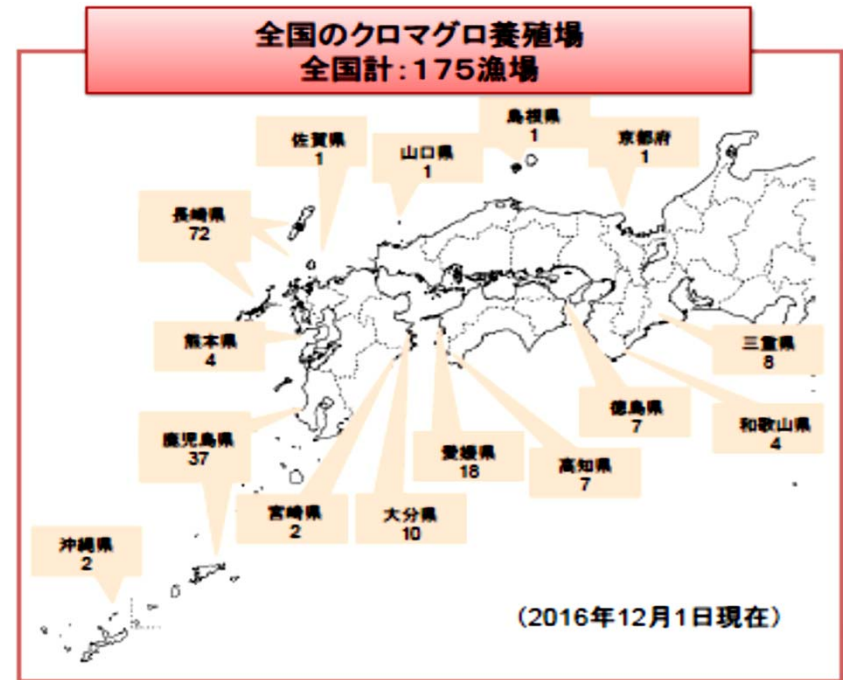 全国のクロマグロ養殖場
全国計:175漁場
島根県
1
京都府
1
佐賀県
1
山口県
1
長崎県
72
熊本県
4
三重県
8
徳島県
7
和歌山県
4
鹿児島県
37
愛媛県
18
高知県
7
宮崎県
2
大分県
10
沖縄県
2
(2016年12月1日現在)